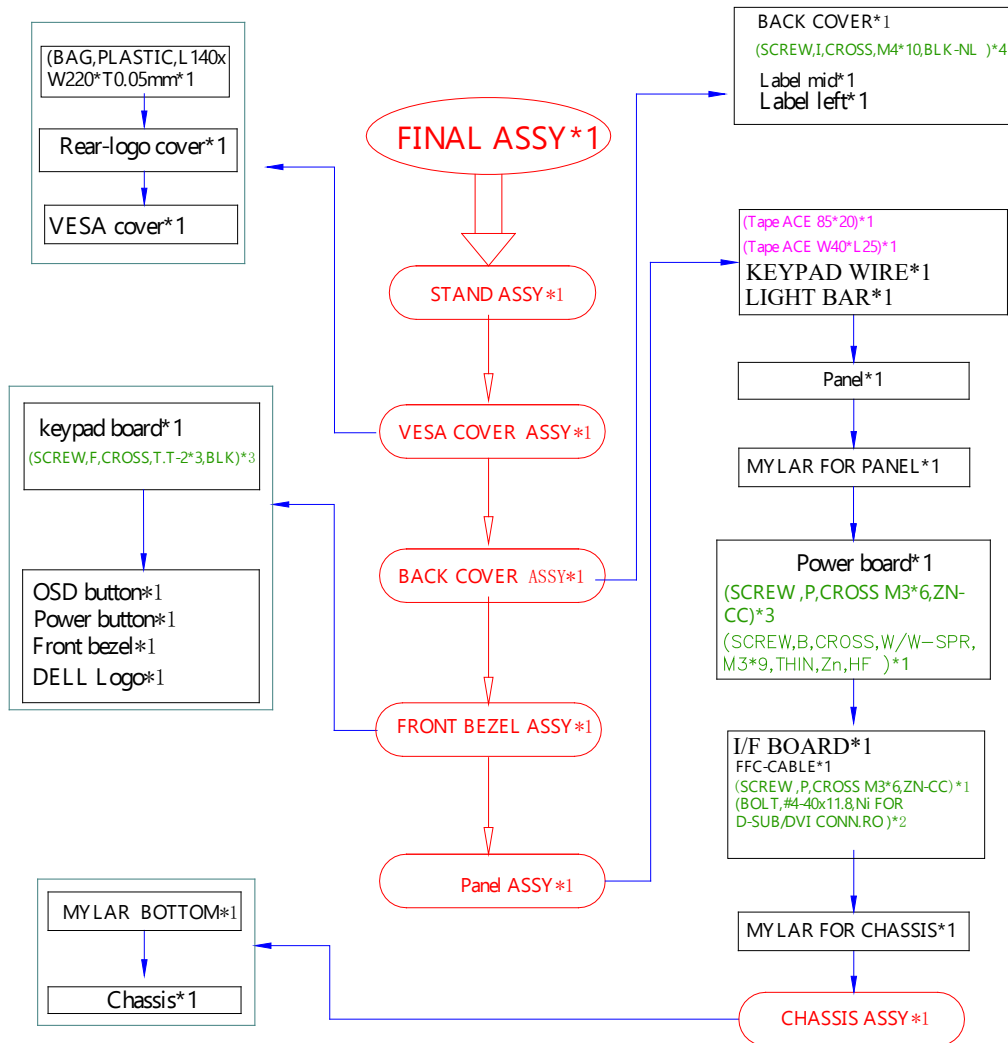 (BAG,PLASTIC,L140x
W220*T0.05mm*1
Rear-logo cover*1
VESA cover*1
FINAL ASSY*1
STAND ASSY*1
VESA COVER ASSY*1
BACK COVER ASSY*1
FRONT BEZEL ASSY*1
Panel ASSY*1
BACK COVER*1
(SCREW,I,CROSS,M4*10,BLK-NL )*4
Label mid*1
Label left*1
(Tape ACE 85*20)*1
(Tape ACE W40*L25)*1
KEYPAD WIRE*1
LIGHT BAR*1
Panel*1
MYLAR FOR PANEL*1
Power board*1
(SCREW ,P,CROSS M3*6,ZN-
CC)*3
(SCREW,B,CROSS,W/W-SPR,
M3*9,THIN,Zn,HF )*1
I/F BOARD*1
FFC-CABLE*1
(SCREW ,P,CROSS M3*6,ZN-CC)*1
(BOLT,#4-40x11.8,Ni FOR
D-SUB/DVI CONN.RO )*2
MYLAR FOR CHASSIS*1
CHASSIS ASSY*1
keypad board*1
(SCREW,F,CROSS,T.T-2*3,BLK)*3
OSD button*1
Power button*1
Front bezel*1
DELL Logo*1
MYLAR BOTTOM*1
Chassis*1